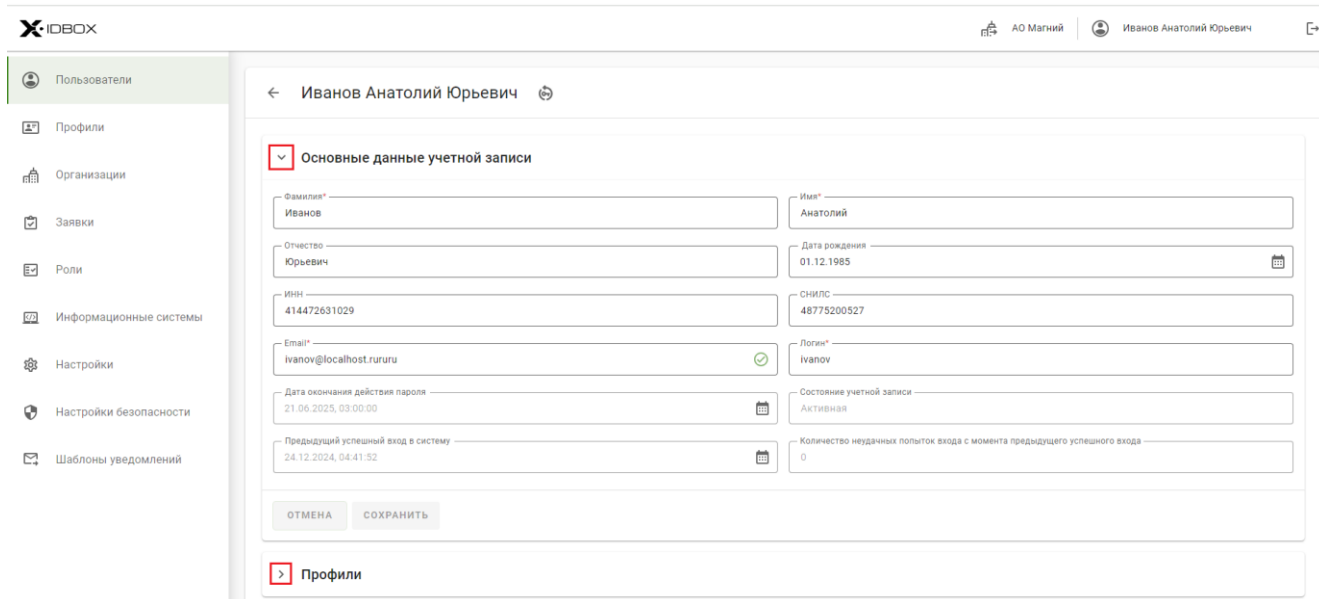 IDBOX
АО Магний
Иванов Анатолий Юрьевич
Пользователи
Профили
Организации
Заявки
Роли
Информационные системы
Настройки
Настройки безопасности
Шаблоны уведомлений
Иванов Анатолий Юрьевич
Основные данные учетной записи
Фамилия*
Иванов
Имя*
Анатолий
Отчество
Юрьевич
Дата рождения
01.12.1985
ИНН
414472631029
СНИЛС
48775200527
Email*
ivanov@localhost.rururu
Логин*
ivanov
Дата окончания действия пароля
21.06.2025, 03:00:00
Состояние учетной записи
Активная
Предыдущий успешный вход в систему
24.12.2024, 04:41:52
Количество неудачных попыток входа с момента предыдущего успешного входа
0
ОТМЕНА
СОХРАНИТЬ
Профили